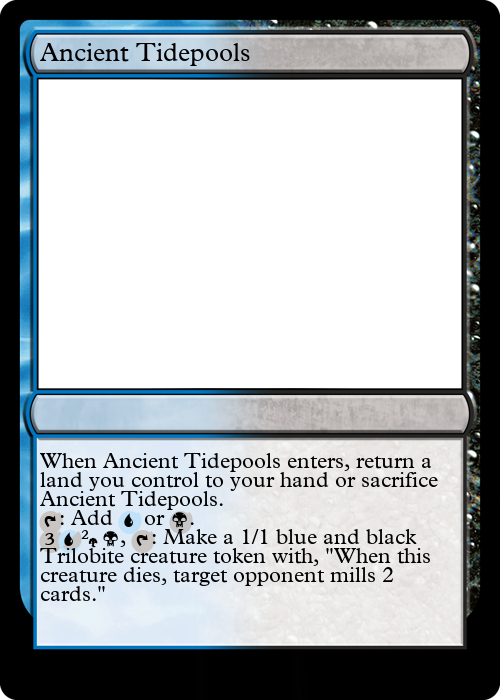 Ancient Tidepools
When Ancient Tidepools enters, return a
land you control to your hand or sacrifice
Ancient Tidepools.
: Add or .
3 2 , : Make a 1/1 blue and black
Trilobite creature token with, "When this
creature dies, target opponent mills 2
cards."